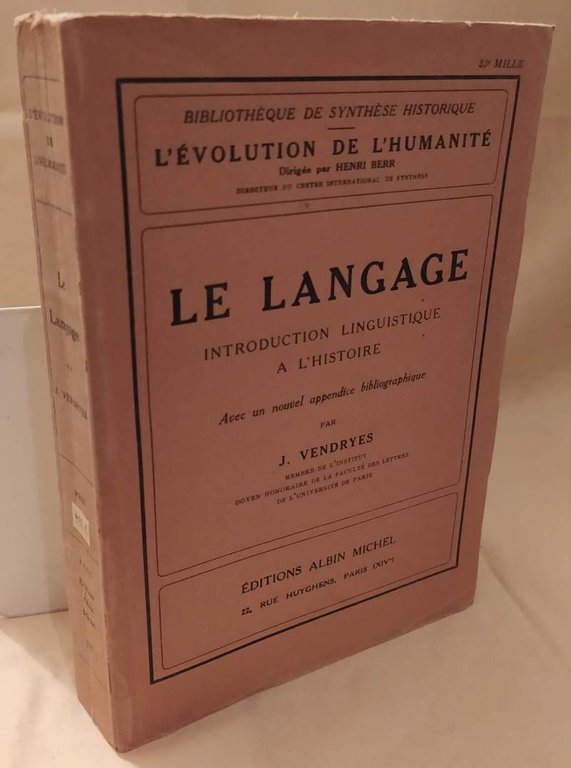 22ᵉ MILLE
BIBLIOTHÈQUE DE SYNTHÈSE HISTORIQUE
L'ÉVOLUTION DE L'HUMANITÉ
Dirigée par HENRI BERR
DIRECTEUR DU CENTRE INTERNATIONAL DE SYNTHÈSE
LE LANGAGE
INTRODUCTION LINGUISTIQUE
A L'HISTOIRE
Avec un nouvel appendice bibliographique
PAR
J. VENDRYES
MEMBRE DE L'INSTITUT
DOYEN HONORAIRE DE LA FACULTÉ DES LETTRES
DE L'UNIVERSITÉ DE PARIS
ÉDITIONS ALBIN MICHEL
22, RUE HUYGHENS, PARIS (XIVᵉ)
L'ÉVOLUTION
DE
L'HUMANITÉ
Le
Langage
J. VENDRYES